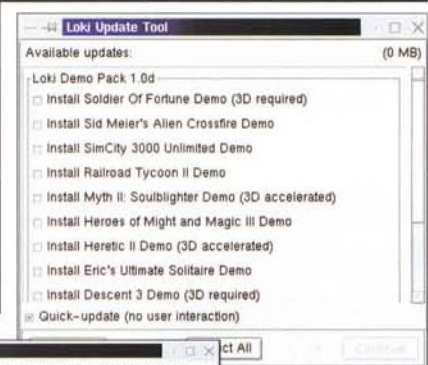 Loki Update Tool
Available updates: (0 MB)
Loki Demo Pack 1.0d
Install Soldier Of Fortune Demo (3D required)
Install Sid Meier's Alien Crossfire Demo
Install SimCity 3000 Unlimited Demo
Install Railroad Tycoon II Demo
Install Myth II: Soulblighter Demo (3D accelerated)
Install Heroes of Might and Magic III Demo
Install Heretic II Demo (3D accelerated)
Install Eric's Ultimate Solitaire Demo
Install Descent 3 Demo (3D required)
Quick-update (no user interaction)
ct All Continue